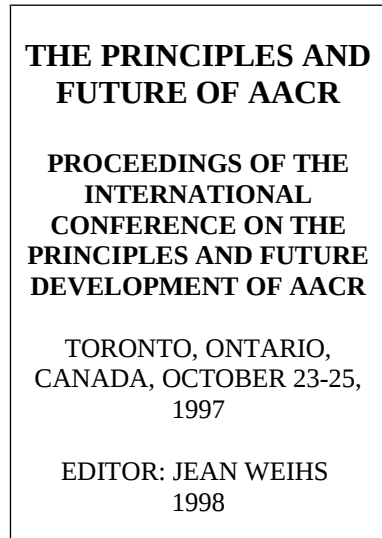 THE PRINCIPLES AND
FUTURE OF AACR
PROCEEDINGS OF THE
INTERNATIONAL
CONFERENCE ON THE
PRINCIPLES AND FUTURE
DEVELOPMENT OF AACR
TORONTO, ONTARIO,
CANADA, OCTOBER 23-25,
1997
EDITOR: JEAN WEIHS
1998